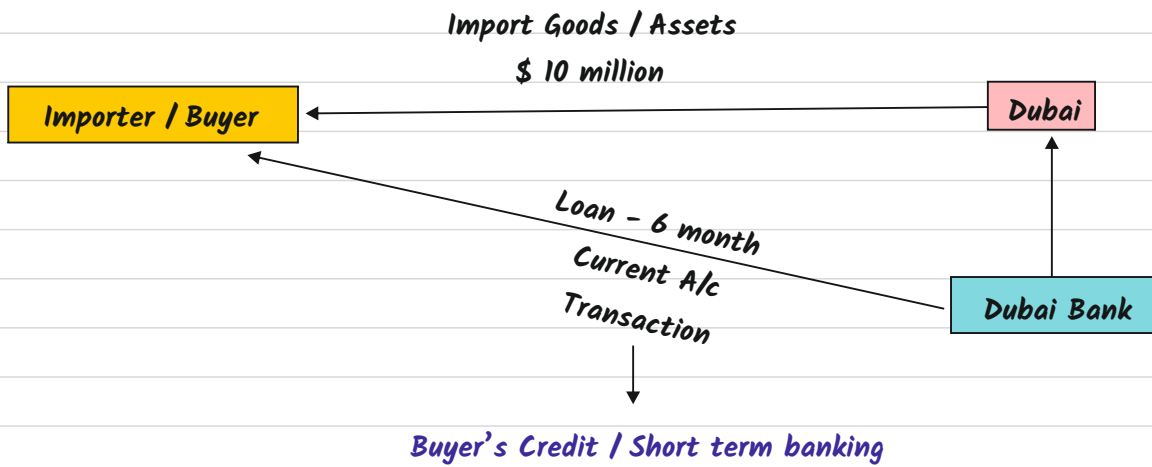 Import Goods / Assets
$ 10 million
Importer / Buyer
Dubai
Loan - 6 month
Current A/c
Transaction
Dubai Bank
Buyer's Credit / Short term banking